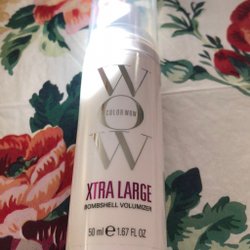 WOW
COLOR WOW
XTRA LARGE
BOMBSHELL VOLUMIZER
50 ml ℮ 1.67 FL OZ